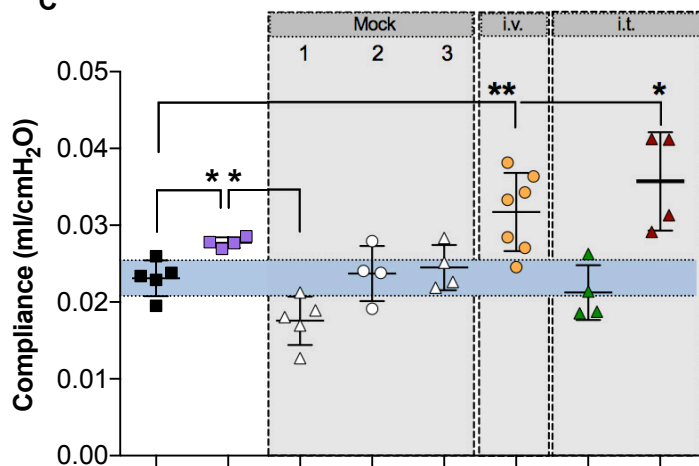 C
Mock i.v. i.t.
1 2 3
0.05
** *
0.04
* *
0.03
0.02
0.01
0.00
Compliance (ml/cmH₂O)